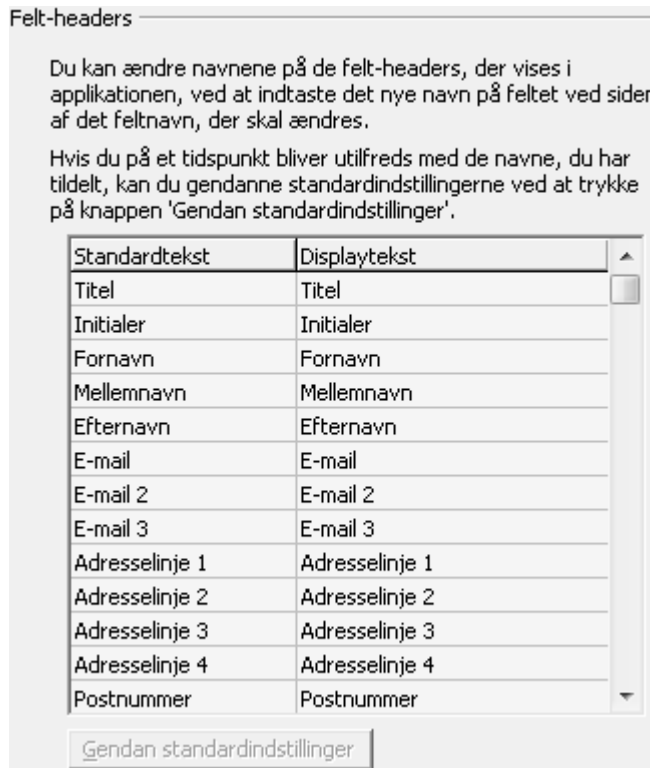 Felt-headers
Du kan ændre navnene på de felt-headers, der vises i
applikationen, ved at indtaste det nye navn på feltet ved siden
af det feltnavn, der skal ændres.
Hvis du på et tidspunkt bliver utilfreds med de navne, du har
tildelt, kan du gendanne standardindstillingerne ved at trykke
på knappen 'Gendan standardindstillinger'.
Standardtekst Displaytekst
Titel Titel
Initialer Initialer
Fornavn Fornavn
Mellemnavn Mellemnavn
Efternavn Efternavn
E-mail E-mail
E-mail 2 E-mail 2
E-mail 3 E-mail 3
Adresselinje 1 Adresselinje 1
Adresselinje 2 Adresselinje 2
Adresselinje 3 Adresselinje 3
Adresselinje 4 Adresselinje 4
Postnummer Postnummer
Gendan standardindstillinger